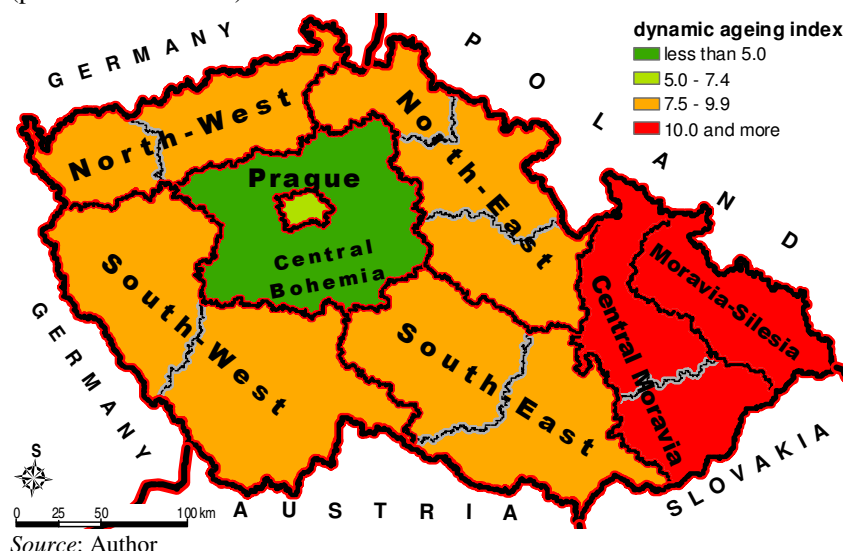 GERMANY
POLAND
dynamic ageing index
less than 5.0
5.0 - 7.4
7.5 - 9.9
10.0 and more
North-West
North-East
Prague
Central
Bohemia
South-West
South-East
Central Moravia
Moravia-Silesia
GERMANY
SLOVAKIA
AUSTRIA
S
0 25 50 100 km
Source: Author